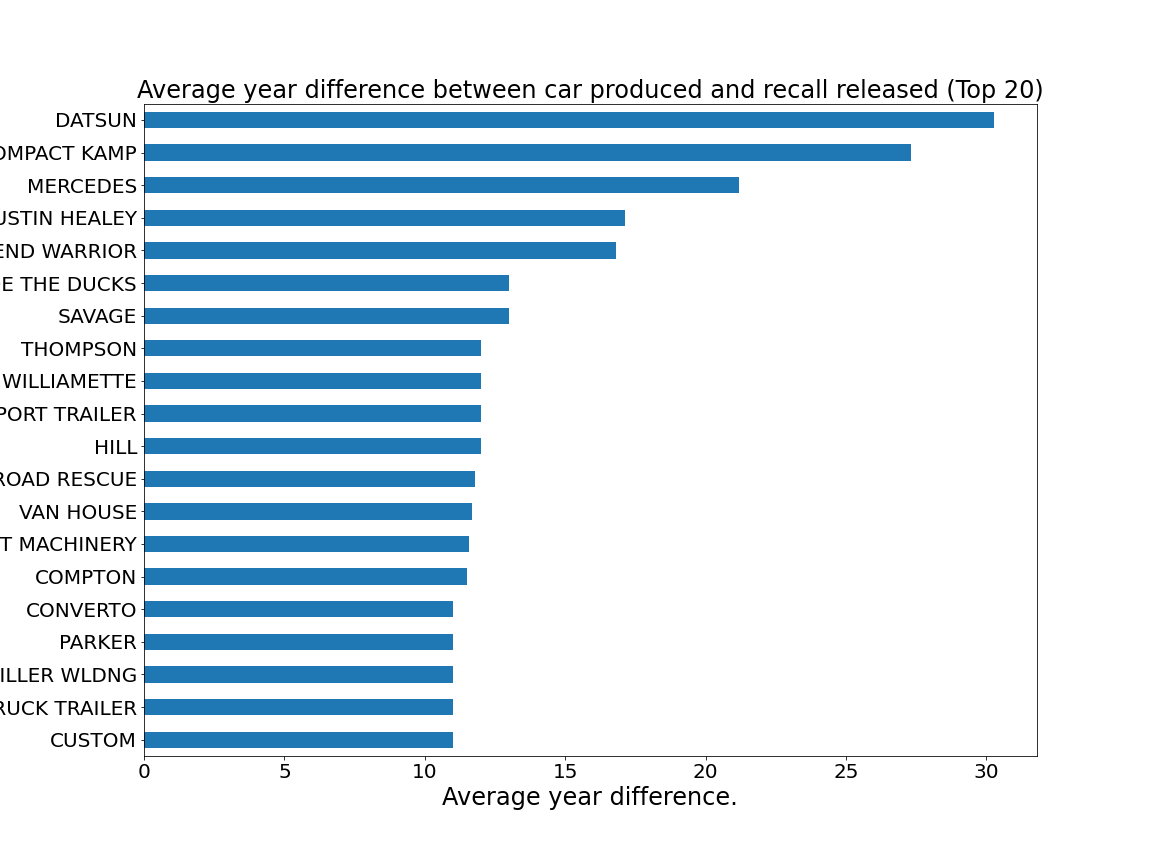 Average year difference between car produced and recall released (Top 20)
DATSUN
OMPACT KAMP
MERCEDES
USTIN HEALEY
END WARRIOR
E THE DUCKS
SAVAGE
THOMPSON
WILLIAMETTE
PORT TRAILER
HILL
ROAD RESCUE
VAN HOUSE
T MACHINERY
COMPTON
CONVERTO
PARKER
ILLER WLDNG
RUCK TRAILER
CUSTOM
0 5 10 15 20 25 30
Average year difference.